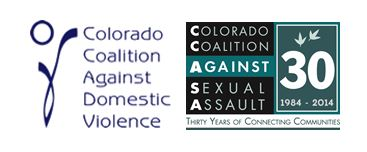 Colorado
Coalition
Against
Domestic
Violence
COLORADO
COALITION
AGAINST
SEXUAL
ASSAULT
30
1984 - 2014
THIRTY YEARS OF CONNECTING COMMUNITIES